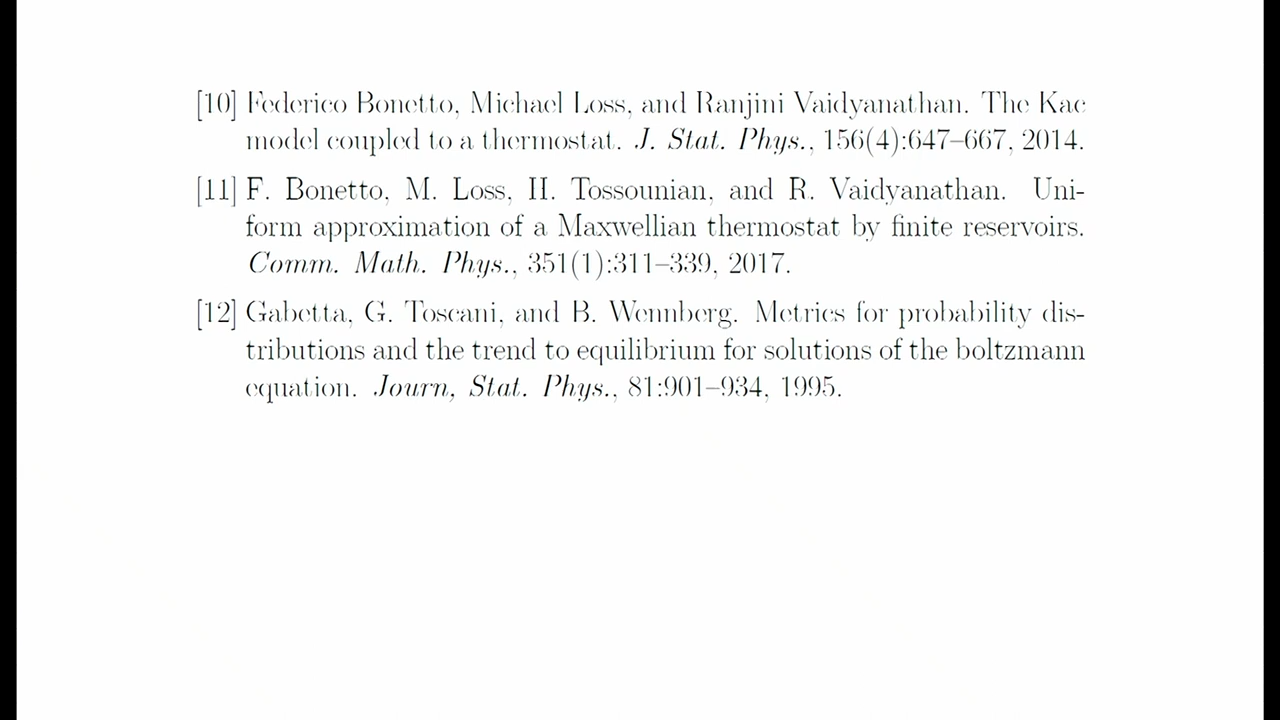 [10] Federico Bonetto, Michael Loss, and Ranjini Vaidyanathan. The Kac
model coupled to a thermostat. J. Stat. Phys., 156(4):647–667, 2014.
[11] F. Bonetto, M. Loss, H. Tossounian, and R. Vaidyanathan. Uni-
form approximation of a Maxwellian thermostat by finite reservoirs.
Comm. Math. Phys., 351(1):311–339, 2017.
[12] Gabetta, G. Toscani, and B. Wennberg. Metrics for probability dis-
tributions and the trend to equilibrium for solutions of the boltzmann
equation. Journ, Stat. Phys., 81:901–934, 1995.